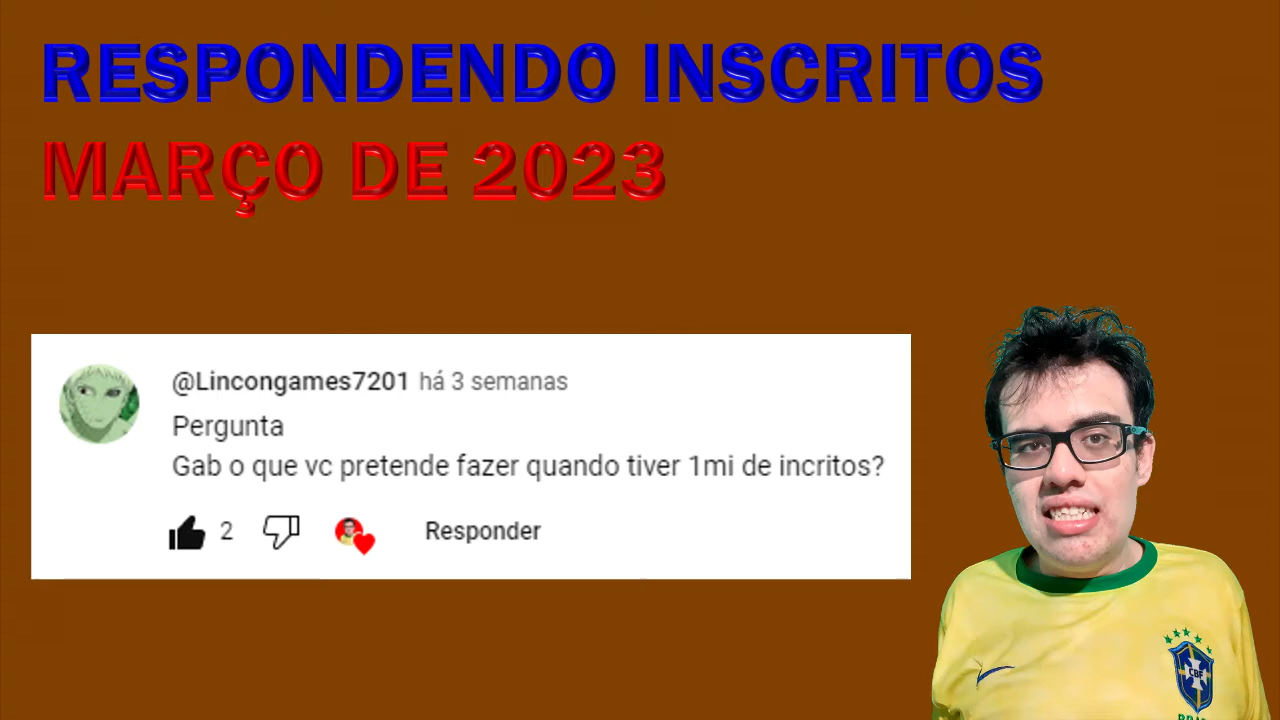 RESPONDENDO INSCRITOS
MARÇO DE 2023
@Lincongames7201 há 3 semanas
Pergunta
Gab o que vc pretende fazer quando tiver 1mi de incritos?
2
Responder
CBF